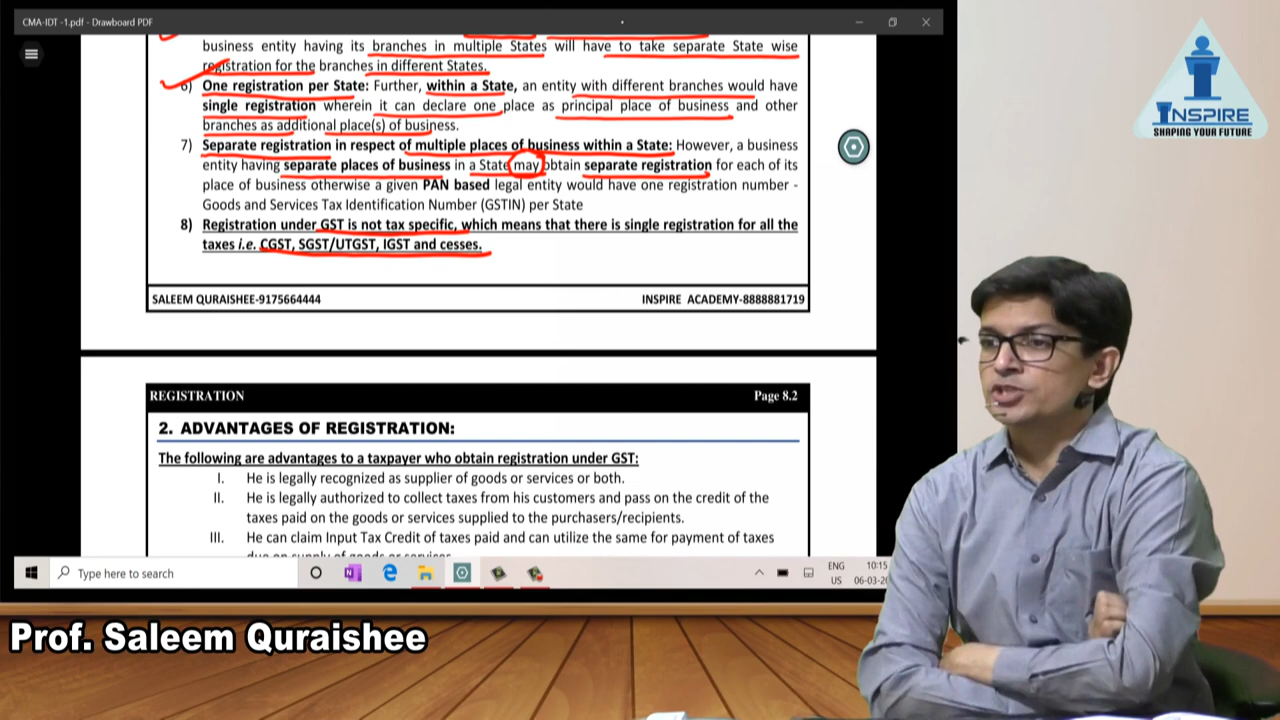 CMA-IDT -1.pdf - Drawboard PDF
business entity having its branches in multiple States will have to take separate State wise
registration for the branches in different States.
6) One registration per State: Further, within a State, an entity with different branches would have
single registration wherein it can declare one place as principal place of business and other
branches as additional place(s) of business.
7) Separate registration in respect of multiple places of business within a State: However, a business
entity having separate places of business in a State may obtain separate registration for each of its
place of business otherwise a given PAN based legal entity would have one registration number -
Goods and Services Tax Identification Number (GSTIN) per State
8) Registration under GST is not tax specific, which means that there is single registration for all the
taxes i.e. CGST, SGST/UTGST, IGST and cesses.
SALEEM QURAISHEE-9175664444 INSPIRE ACADEMY-8888881719
REGISTRATION Page 8.2
2. ADVANTAGES OF REGISTRATION:
The following are advantages to a taxpayer who obtain registration under GST:
I. He is legally recognized as supplier of goods or services or both.
II. He is legally authorized to collect taxes from his customers and pass on the credit of the
taxes paid on the goods or services supplied to the purchasers/recipients.
III. He can claim Input Tax Credit of taxes paid and can utilize the same for payment of taxes
due on supply of goods or services
Type here to search
ENG 10:15
US 06-03-20
INSPIRE
SHAPING YOUR FUTURE
Prof. Saleem Quraishee